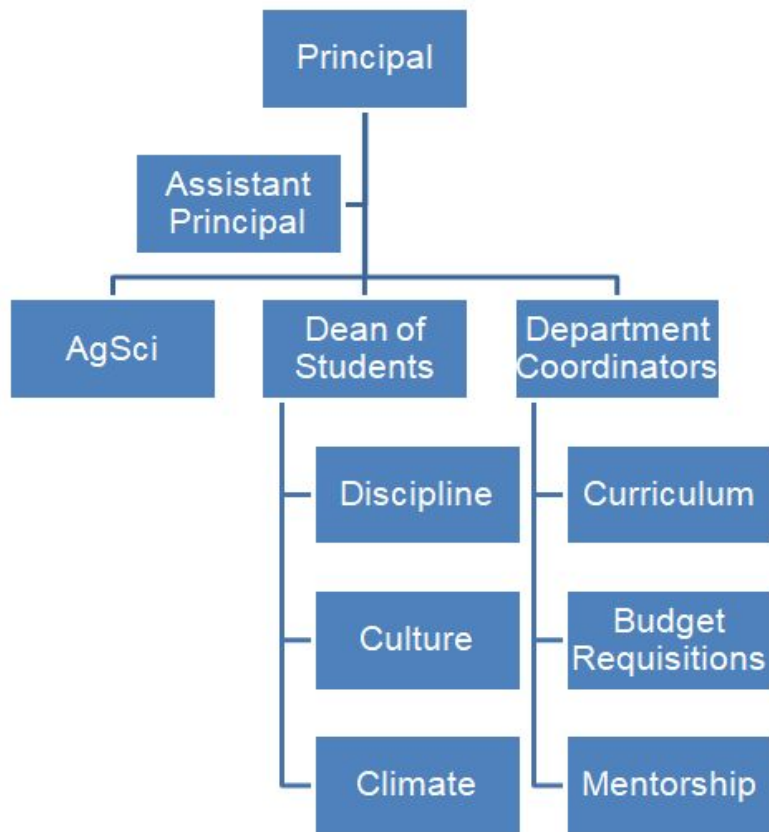 Principal
Assistant
Principal
AgSci
Dean of
Students
Department
Coordinators
Discipline
Curriculum
Culture
Budget
Requisitions
Climate
Mentorship